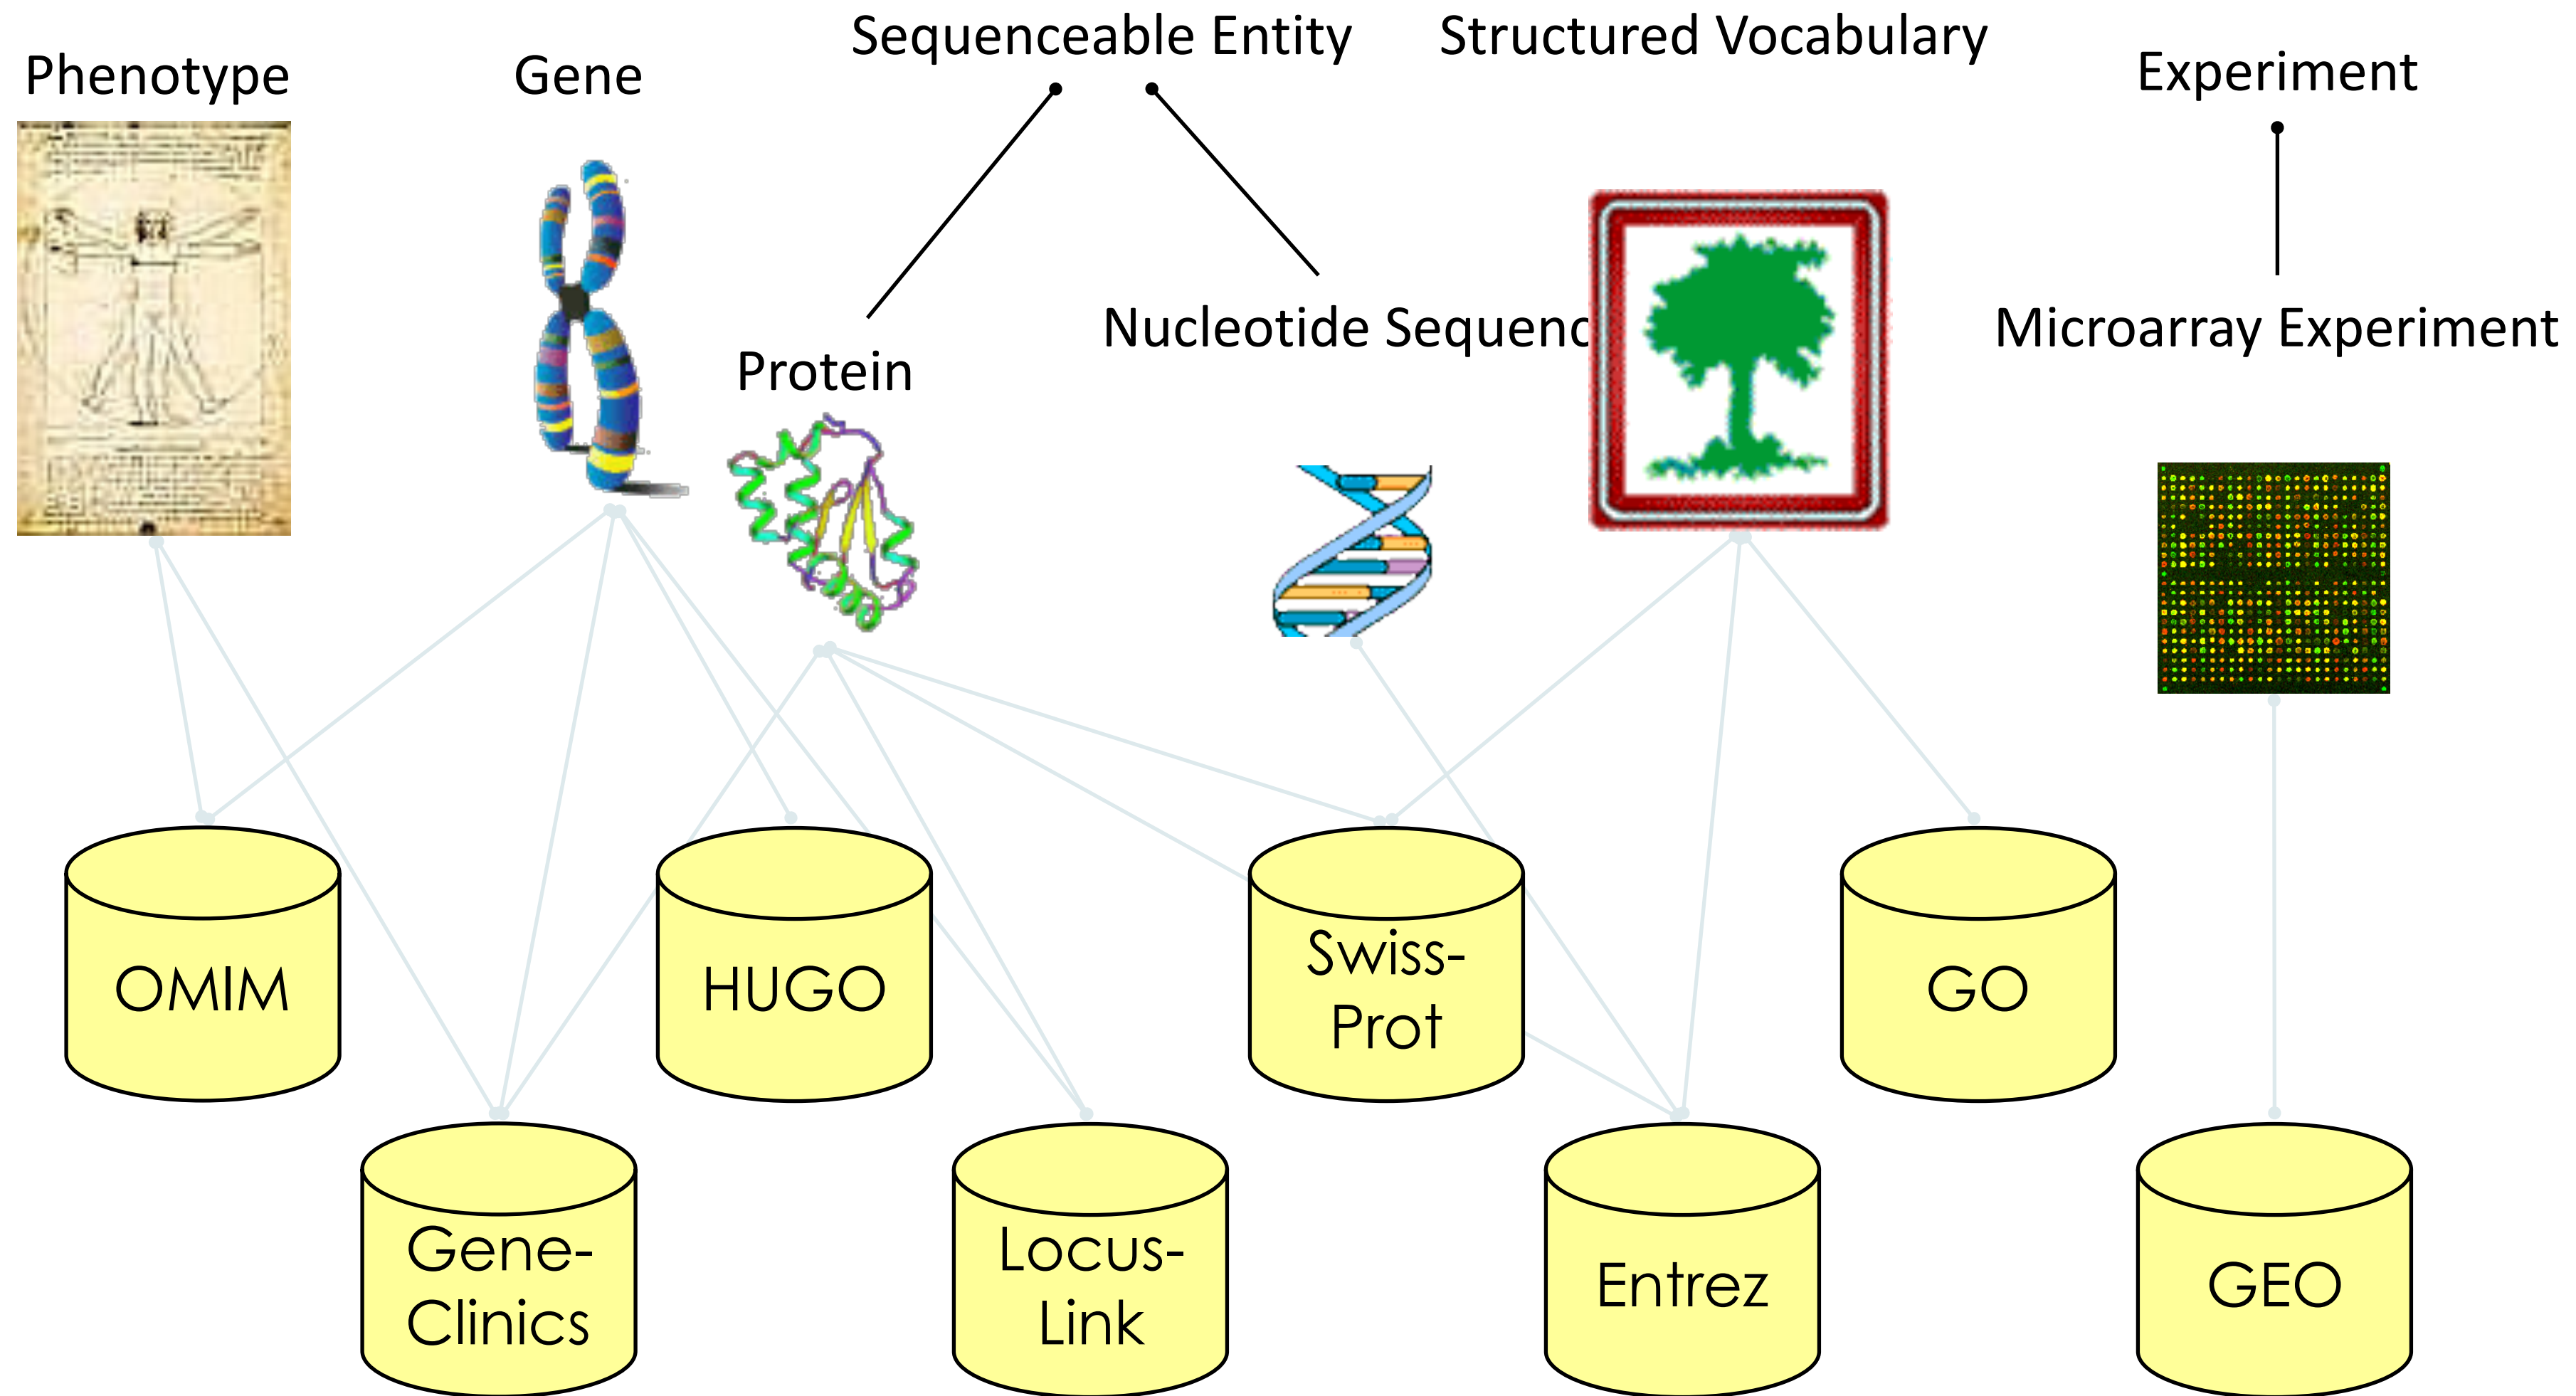 Sequenceable Entity
Structured Vocabulary
Phenotype
Gene
Experiment
Nucleotide Sequenc
Microarray Experiment
Protein
OMIM
HUGO
Swiss-
Prot
GO
Gene-
Clinics
Locus-
Link
Entrez
GEO